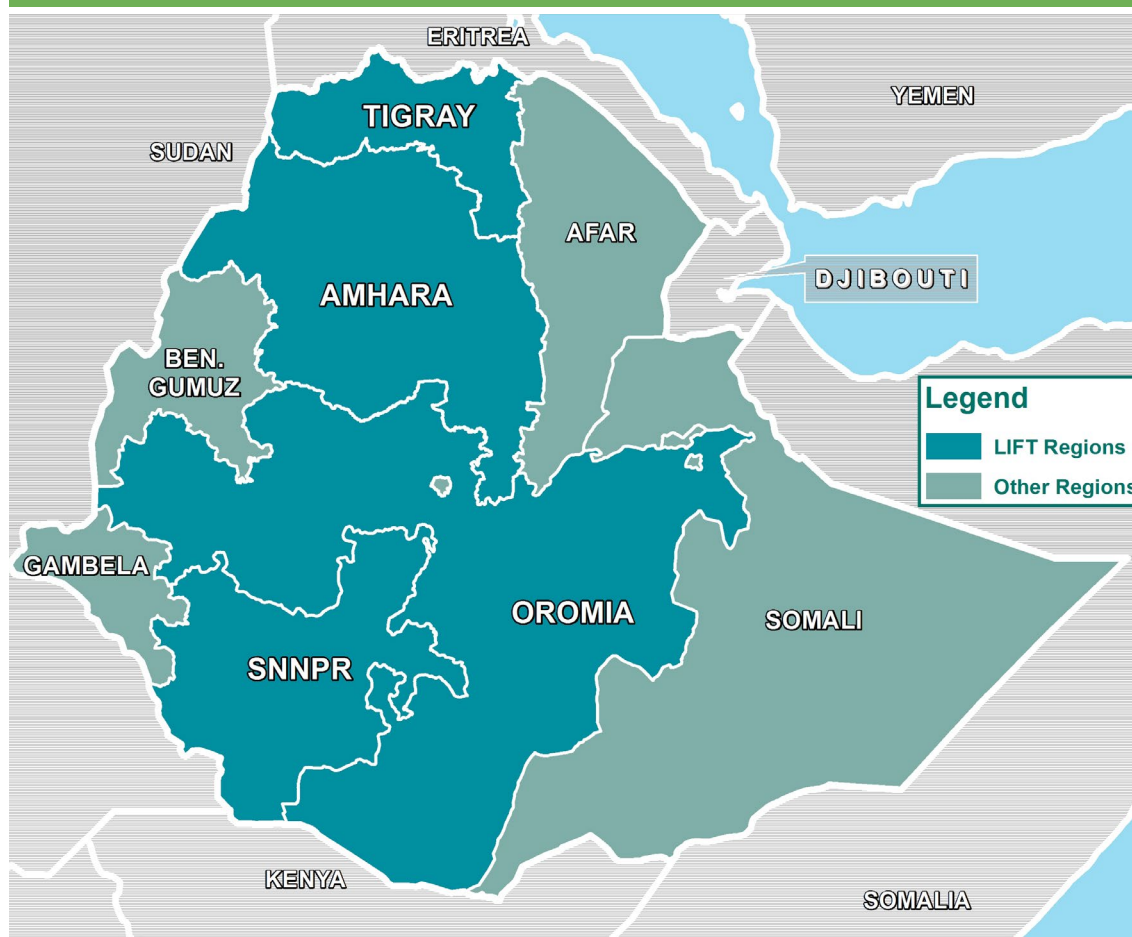 ERITREA
YEMEN
TIGRAY
SUDAN
AFAR
DJIBOUTI
AMHARA
BEN.
GUMUZ
Legend
LIFT Regions
Other Regions
GAMBELA
OROMIA
SOMALI
SNNPR
KENYA
SOMALIA